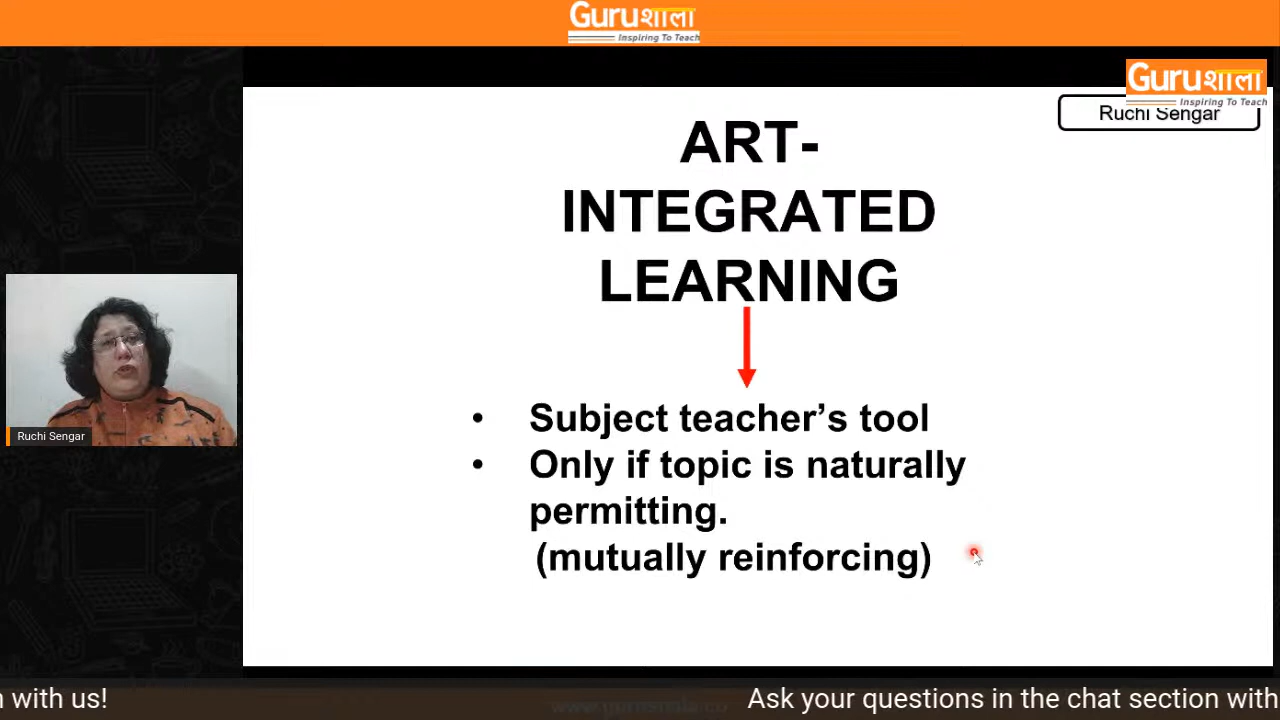 Guruशाला
Inspiring To Teach
Guruशाला
Inspiring To Teach
Ruchi Sengar
ART-
INTEGRATED
LEARNING
• Subject teacher’s tool
• Only if topic is naturally
permitting.
(mutually reinforcing)
Ruchi Sengar
n with us!
Ask your questions in the chat section with